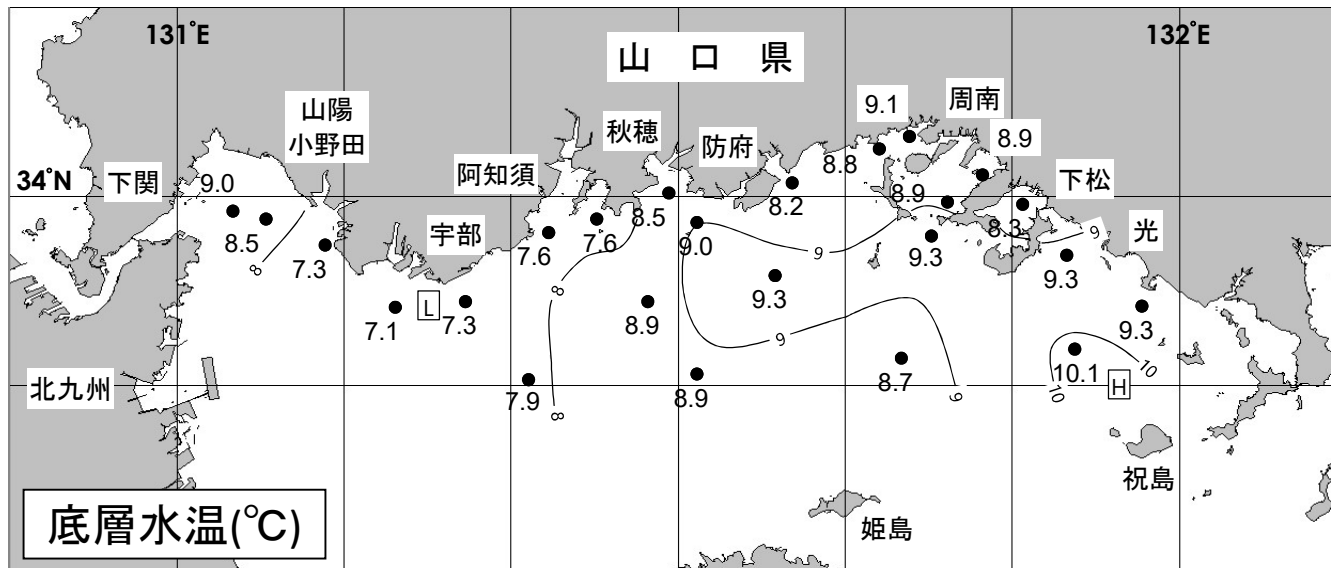 131°E
132°E
山 口 県
山陽
小野田
秋穂
防府
9.1
周南
8.9
8.8
阿知須
34°N
下関
9.0
8.5
8.2
8.9
下松
8.3
9
光
宇部
8.5
8
7.3
7.6
7.6
9.0
9
9.3
9.3
9.3
8
7.1
L
7.3
8.9
9.3
9
8.7
10.1
10
H
10
北九州
7.9
8
8.9
9
祝島
姫島
底層水温(℃)